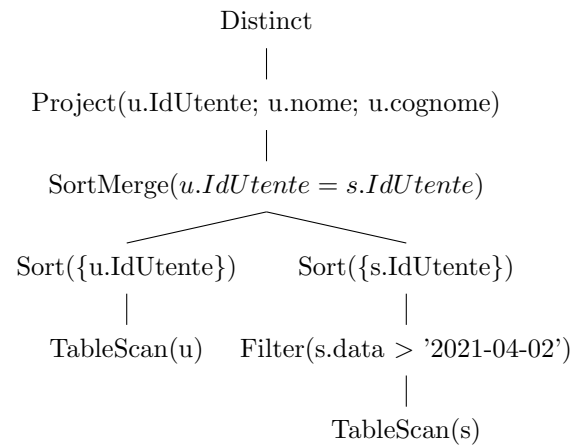 Distinct
Project(u.IdUtente; u.nome; u.cognome)
SortMerge(u.IdUtente = s.IdUtente)
Sort({u.IdUtente}) Sort({s.IdUtente})
TableScan(u) Filter(s.data > '2021-04-02')
TableScan(s)